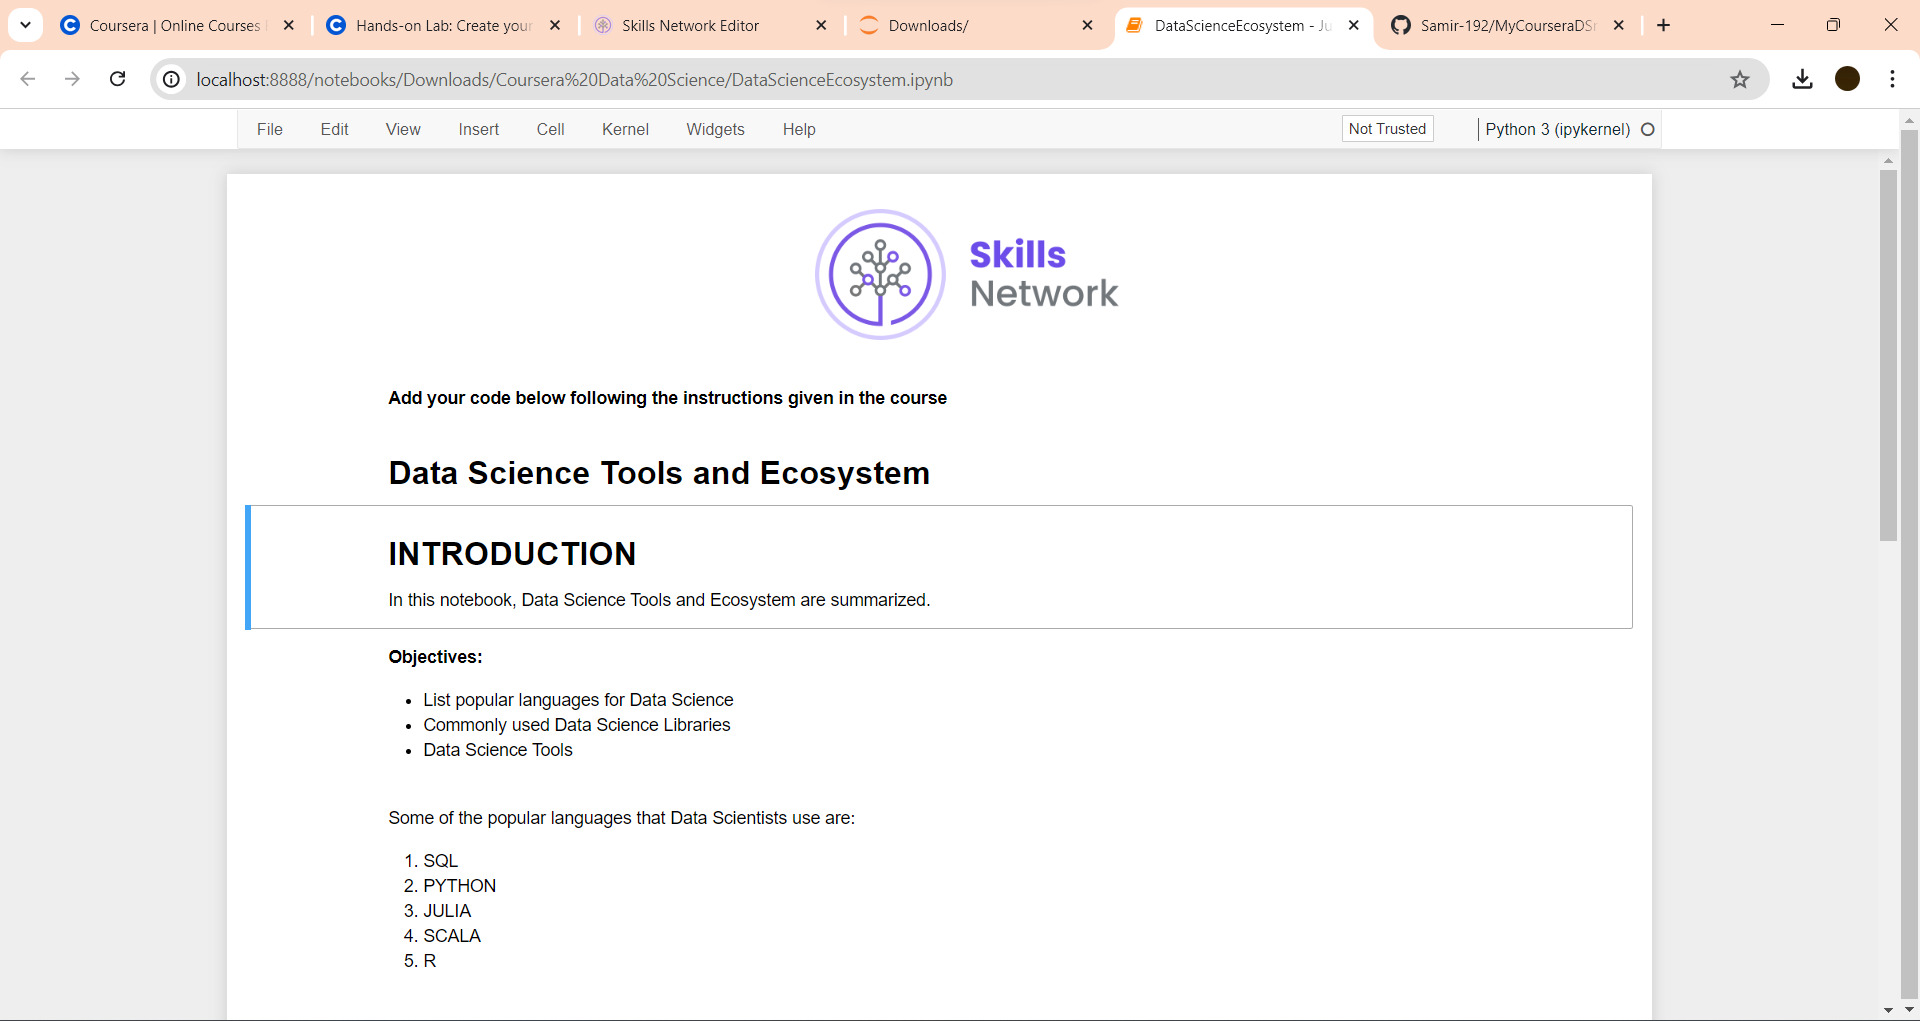 Coursera | Online Courses
Hands-on Lab: Create your
Skills Network Editor
Downloads/
DataScienceEcosystem - Ju
Samir-192/MyCourseraDS
localhost:8888/notebooks/Downloads/Coursera%20Data%20Science/DataScienceEcosystem.ipynb
File Edit View Insert Cell Kernel Widgets Help Not Trusted Python 3 (ipykernel)
Skills
Network
Add your code below following the instructions given in the course
Data Science Tools and Ecosystem
INTRODUCTION
In this notebook, Data Science Tools and Ecosystem are summarized.
Objectives:
• List popular languages for Data Science
• Commonly used Data Science Libraries
• Data Science Tools
Some of the popular languages that Data Scientists use are:
1. SQL
2. PYTHON
3. JULIA
4. SCALA
5. R